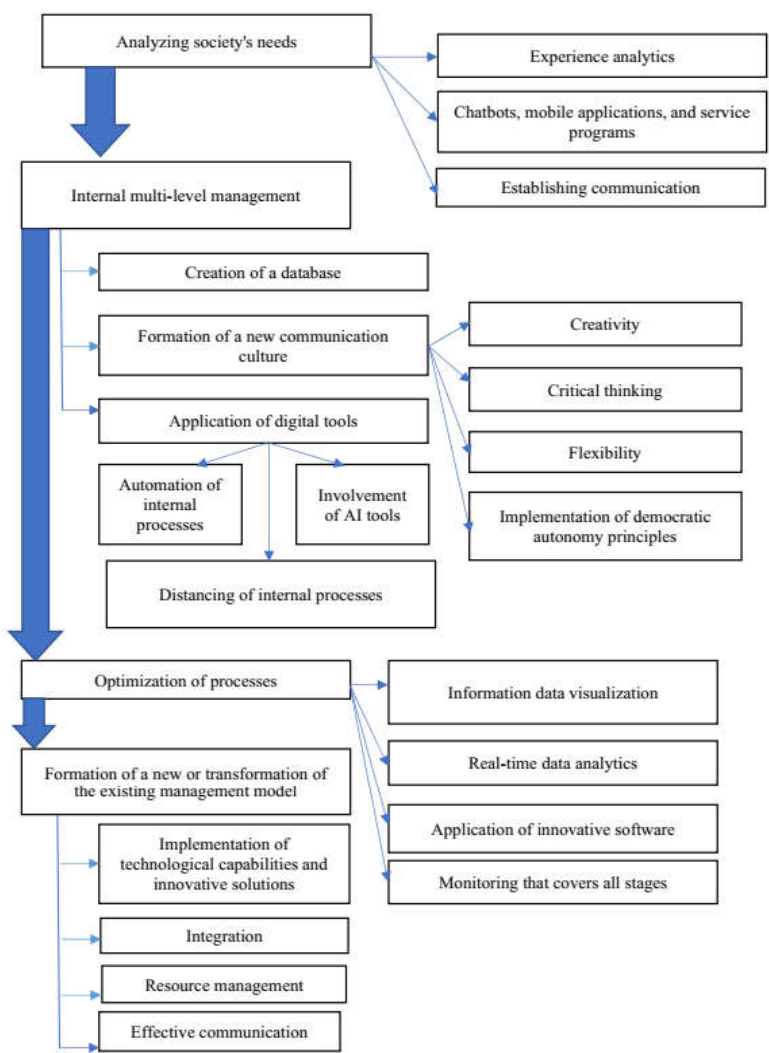 Analyzing society's needs
Experience analytics
Chatbots, mobile applications, and service
programs
Establishing communication
Internal multi-level management
Creation of a database
Formation of a new communication
culture
Creativity
Critical thinking
Flexibility
Implementation of democratic
autonomy principles
Application of digital tools
Automation of
internal
processes
Involvement
of AI tools
Distancing of internal processes
Optimization of processes
Information data visualization
Real-time data analytics
Application of innovative software
Monitoring that covers all stages
Formation of a new or transformation of
the existing management model
Implementation of
technological capabilities and
innovative solutions
Integration
Resource management
Effective communication